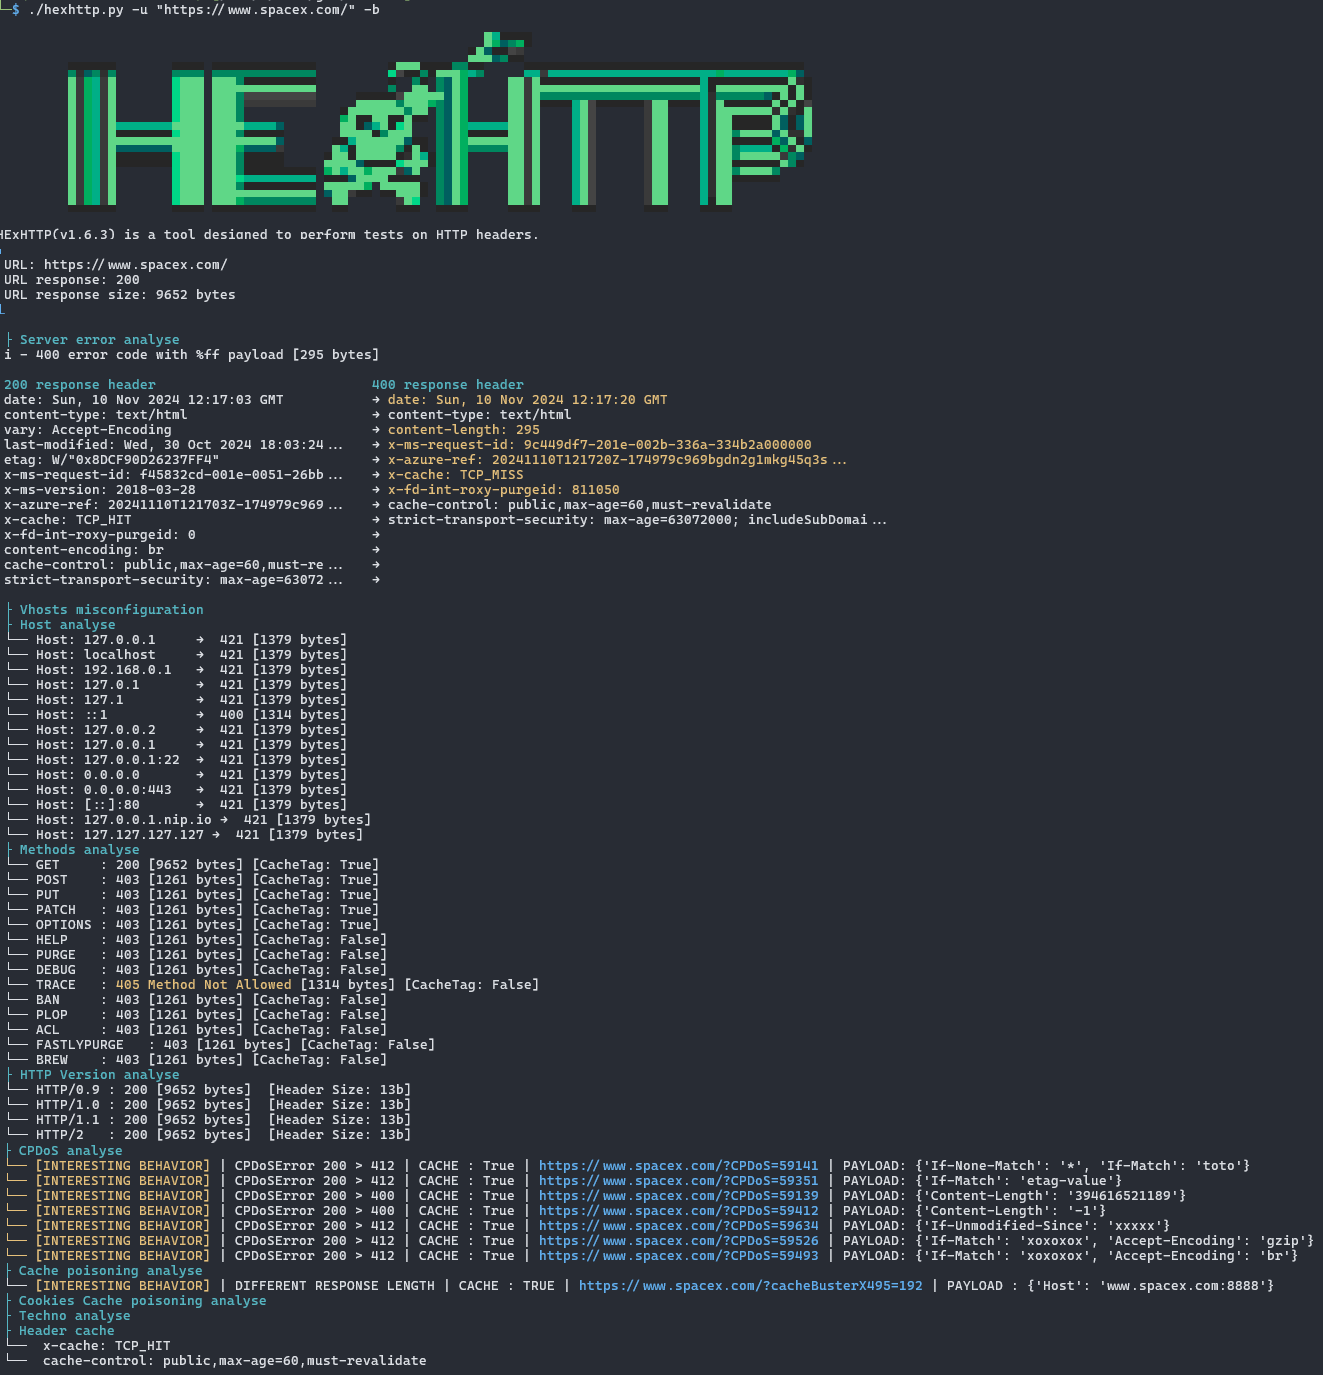 $ ./hexhttp.py -u "https://www.spacex.com/" -b
HExHTTP
HExHTTP(v1.6.3) is a tool designed to perform tests on HTTP headers.
URL: https://www.spacex.com/
URL response: 200
URL response size: 9652 bytes
├ Server error analyse
i - 400 error code with %ff payload [295 bytes]
200 response header 400 response header
date: Sun, 10 Nov 2024 12:17:03 GMT → date: Sun, 10 Nov 2024 12:17:20 GMT
content-type: text/html → content-type: text/html
vary: Accept-Encoding → content-length: 295
last-modified: Wed, 30 Oct 2024 18:03:24... → x-ms-request-id: 9c449df7-201e-002b-336a-334b2a000000
etag: W/"0x8DCF90D26237FF4" → x-azure-ref: 20241110T121720Z-174979c969bgdn2g1mkg45q3s...
x-ms-request-id: f45832cd-001e-0051-26bb... → x-cache: TCP_MISS
x-ms-version: 2018-03-28 → x-fd-int-roxy-purgeid: 811050
x-azure-ref: 20241110T121703Z-174979c969... → cache-control: public,max-age=60,must-revalidate
x-cache: TCP_HIT → strict-transport-security: max-age=63072000; includeSubDomai...
x-fd-int-roxy-purgeid: 0 →
content-encoding: br →
cache-control: public,max-age=60,must-re... →
strict-transport-security: max-age=63072... →
├ Vhosts misconfiguration
├ Host analyse
└── Host: 127.0.0.1 → 421 [1379 bytes]
└── Host: localhost → 421 [1379 bytes]
└── Host: 192.168.0.1 → 421 [1379 bytes]
└── Host: 127.0.1 → 421 [1379 bytes]
└── Host: 127.1 → 421 [1379 bytes]
└── Host: ::1 → 400 [1314 bytes]
└── Host: 127.0.0.2 → 421 [1379 bytes]
└── Host: 127.0.0.1 → 421 [1379 bytes]
└── Host: 127.0.0.1:22 → 421 [1379 bytes]
└── Host: 0.0.0.0 → 421 [1379 bytes]
└── Host: 0.0.0.0:443 → 421 [1379 bytes]
└── Host: [::]:80 → 421 [1379 bytes]
└── Host: 127.0.0.1.nip.io → 421 [1379 bytes]
└── Host: 127.127.127.127 → 421 [1379 bytes]
├ Methods analyse
└── GET : 200 [9652 bytes] [CacheTag: True]
└── POST : 403 [1261 bytes] [CacheTag: True]
└── PUT : 403 [1261 bytes] [CacheTag: True]
└── PATCH : 403 [1261 bytes] [CacheTag: True]
└── OPTIONS : 403 [1261 bytes] [CacheTag: True]
└── HELP : 403 [1261 bytes] [CacheTag: False]
└── PURGE : 403 [1261 bytes] [CacheTag: False]
└── DEBUG : 403 [1261 bytes] [CacheTag: False]
└── TRACE : 405 Method Not Allowed [1314 bytes] [CacheTag: False]
└── BAN : 403 [1261 bytes] [CacheTag: False]
└── PLOP : 403 [1261 bytes] [CacheTag: False]
└── ACL : 403 [1261 bytes] [CacheTag: False]
└── FASTLYPURGE : 403 [1261 bytes] [CacheTag: False]
└── BREW : 403 [1261 bytes] [CacheTag: False]
├ HTTP Version analyse
└── HTTP/0.9 : 200 [9652 bytes] [Header Size: 13b]
└── HTTP/1.0 : 200 [9652 bytes] [Header Size: 13b]
└── HTTP/1.1 : 200 [9652 bytes] [Header Size: 13b]
└── HTTP/2 : 200 [9652 bytes] [Header Size: 13b]
├ CPDoS analyse
└── [INTERESTING BEHAVIOR] | CPDoSError 200 > 412 | CACHE : True | https://www.spacex.com/?CPDoS=59141 | PAYLOAD: {'If-None-Match': '*', 'If-Match': 'toto'}
└── [INTERESTING BEHAVIOR] | CPDoSError 200 > 412 | CACHE : True | https://www.spacex.com/?CPDoS=59351 | PAYLOAD: {'If-Match': 'etag-value'}
└── [INTERESTING BEHAVIOR] | CPDoSError 200 > 400 | CACHE : True | https://www.spacex.com/?CPDoS=59139 | PAYLOAD: {'Content-Length': '394616521189'}
└── [INTERESTING BEHAVIOR] | CPDoSError 200 > 400 | CACHE : True | https://www.spacex.com/?CPDoS=59412 | PAYLOAD: {'Content-Length': '-1'}
└── [INTERESTING BEHAVIOR] | CPDoSError 200 > 412 | CACHE : True | https://www.spacex.com/?CPDoS=59634 | PAYLOAD: {'If-Unmodified-Since': 'xxxxx'}
└── [INTERESTING BEHAVIOR] | CPDoSError 200 > 412 | CACHE : True | https://www.spacex.com/?CPDoS=59526 | PAYLOAD: {'If-Match': 'xoxoxox', 'Accept-Encoding': 'gzip'}
└── [INTERESTING BEHAVIOR] | CPDoSError 200 > 412 | CACHE : True | https://www.spacex.com/?CPDoS=59493 | PAYLOAD: {'If-Match': 'xoxoxox', 'Accept-Encoding': 'br'}
├ Cache poisoning analyse
└── [INTERESTING BEHAVIOR] | DIFFERENT RESPONSE LENGTH | CACHE : TRUE | https://www.spacex.com/?cacheBusterX495=192 | PAYLOAD : {'Host': 'www.spacex.com:8888'}
├ Cookies Cache poisoning analyse
├ Techno analyse
├ Header cache
└── x-cache: TCP_HIT
└── cache-control: public,max-age=60,must-revalidate